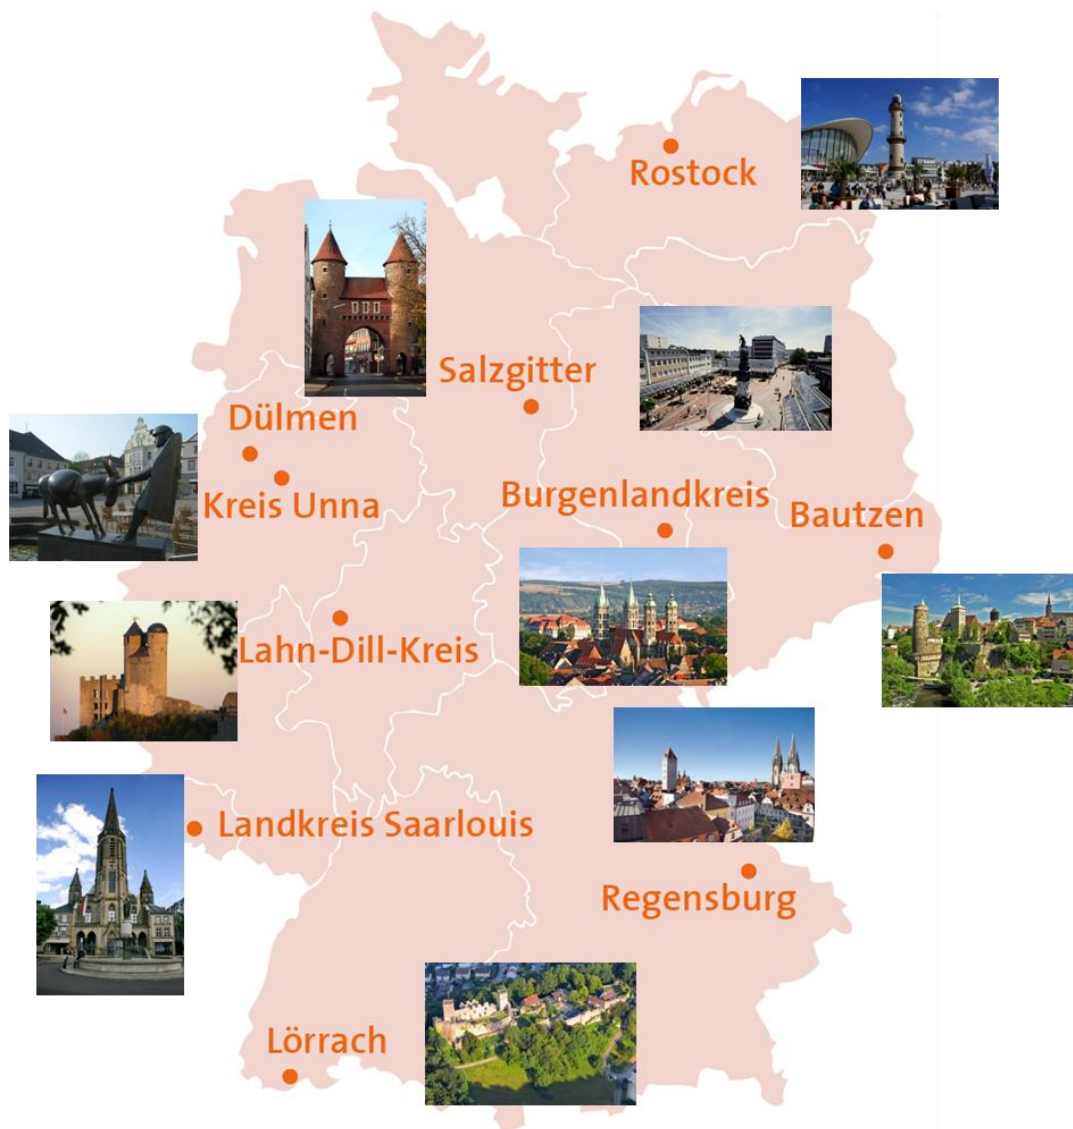 Rostock
Salzgitter
Dülmen
Kreis Unna
Burgenlandkreis
Bautzen
Lahn-Dill-Kreis
Landkreis Saarlouis
Regensburg
Lörrach